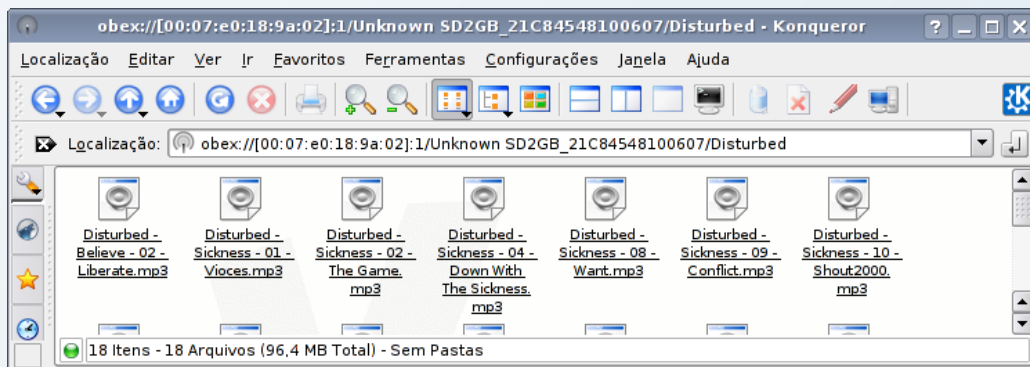 obex://[00:07:e0:18:9a:02]:1/Unknown SD2GB_21C84548100607/Disturbed - Konqueror
Localização Editar Ver Ir Favoritos Ferramentas Configurações Janela Ajuda
Localização: obex://[00:07:e0:18:9a:02]:1/Unknown SD2GB_21C84548100607/Disturbed
Disturbed -
Believe - 02 -
Liberate.mp3
Disturbed -
Sickness - 01 -
Vioces.mp3
Disturbed -
Sickness - 02 -
The Game.
mp3
Disturbed -
Sickness - 04 -
Down With
The Sickness.
mp3
Disturbed -
Sickness - 08 -
Want.mp3
Disturbed -
Sickness - 09 -
Conflict.mp3
Disturbed -
Sickness - 10 -
Shout2000.
mp3
18 Itens - 18 Arquivos (96,4 MB Total) - Sem Pastas